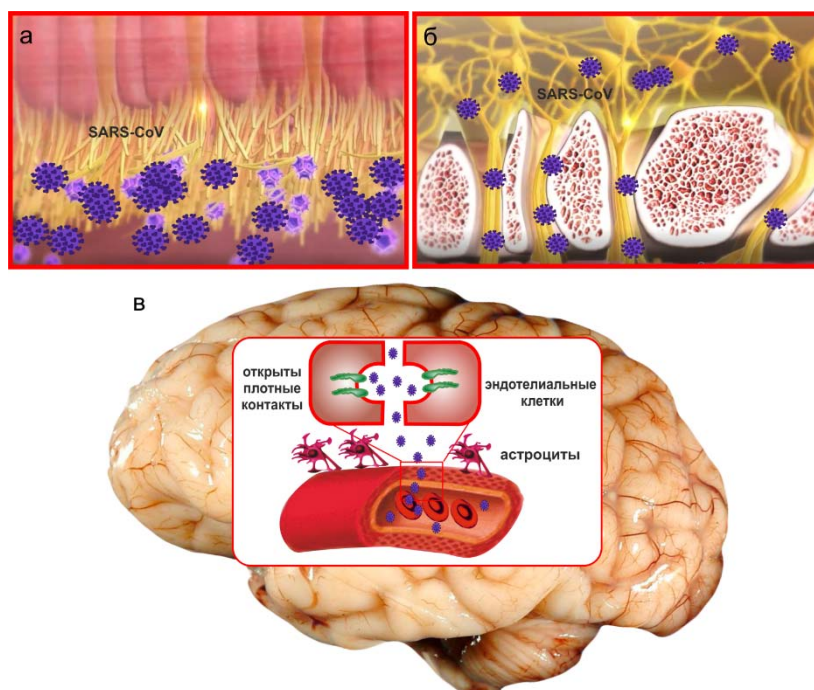 а
SARS-CoV
б
SARS-CoV
в
открыты
плотные
контакты
эндотелиальные
клетки
астроциты